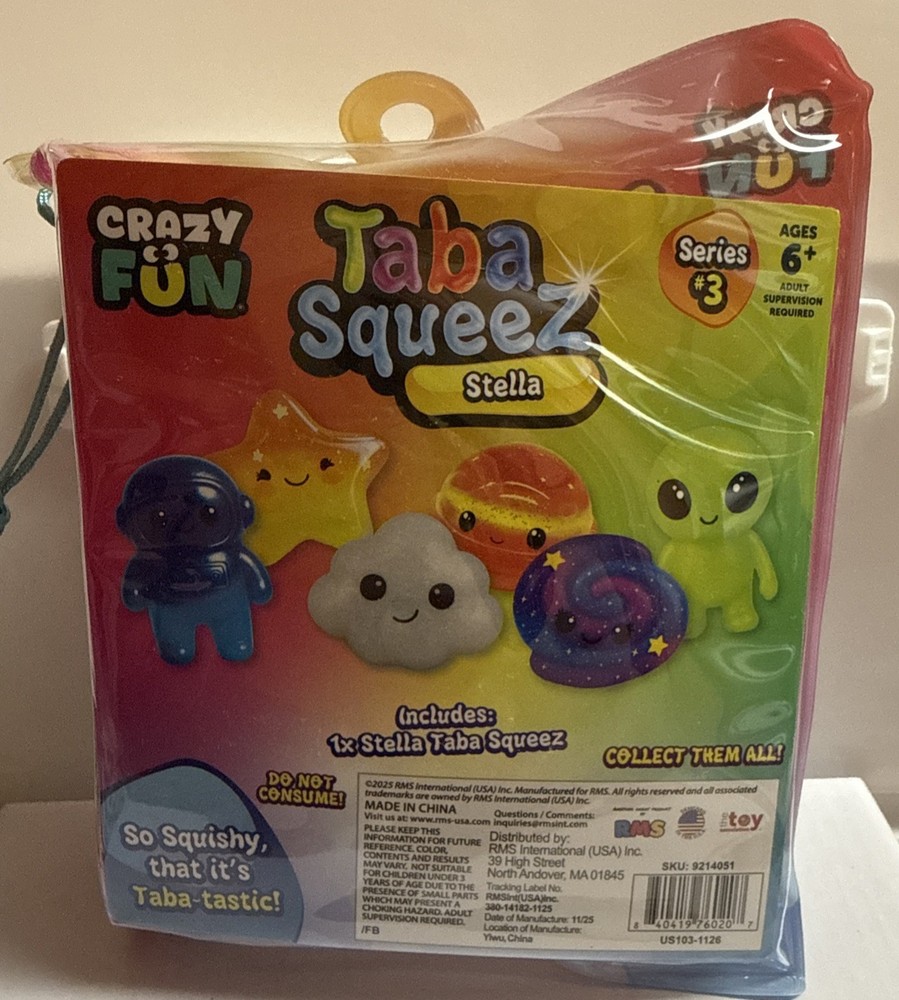 CRAZY
FUN
CRAZY
FUN
Taba
SqueeZ
Stella
Series
#3
AGES
6+
ADULT
SUPERVISION
REQUIRED
Includes:
1x Stella Taba Squeez
COLLECT THEM ALL!
DO NOT
CONSUME!
So Squishy,
that it's
Taba-tastic!
©2025 RMS International (USA) Inc. Manufactured for RMS. All rights reserved and all associated
trademarks are owned by RMS International (USA) Inc.
MADE IN CHINA
Visit us at: www.rms-usa.com
Questions / Comments:
inquiries@rmsint.com
PLEASE KEEP THIS
INFORMATION FOR FUTURE
REFERENCE. COLOR,
CONTENTS AND RESULTS
MAY VARY. NOT SUITABLE
FOR CHILDREN UNDER 3
YEARS OF AGE DUE TO THE
PRESENCE OF SMALL PARTS
WHICH MAY PRESENT A
CHOKING HAZARD. ADULT
SUPERVISION REQUIRED.
/FB
Distributed by:
RMS International (USA) Inc.
39 High Street
North Andover, MA 01845
Tracking Label No.
RMSint(USA)Inc.
380-14182-1125
Date of Manufacture: 11/25
Location of Manufacture:
Yiwu, China
ANOTHER GREAT PRODUCT BY
RMS
the toy
SKU: 9214051
8 40419 76020 7
US103-1126